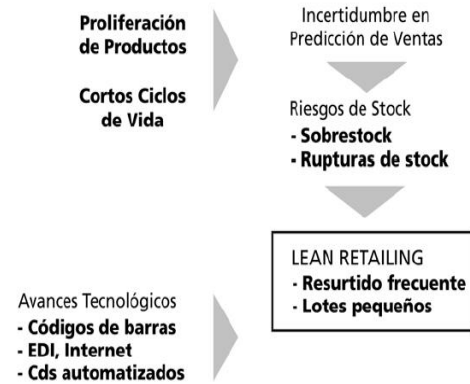 Proliferación
de Productos
Cortos Ciclos
de Vida
Incertidumbre en
Predicción de Ventas
Riesgos de Stock
- Sobrestock
- Rupturas de stock
LEAN RETAILING
- Resurtido frecuente
- Lotes pequeños
Avances Tecnológicos
- Códigos de barras
- EDI, Internet
- Cds automatizados